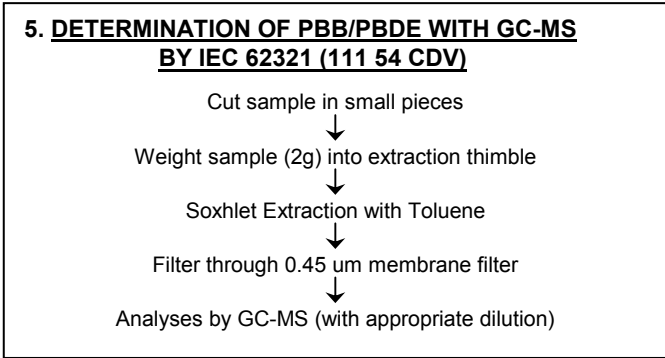 5. DETERMINATION OF PBB/PBDE WITH GC-MS
BY IEC 62321 (111 54 CDV)
Cut sample in small pieces
Weight sample (2g) into extraction thimble
Soxhlet Extraction with Toluene
Filter through 0.45 um membrane filter
Analyses by GC-MS (with appropriate dilution)